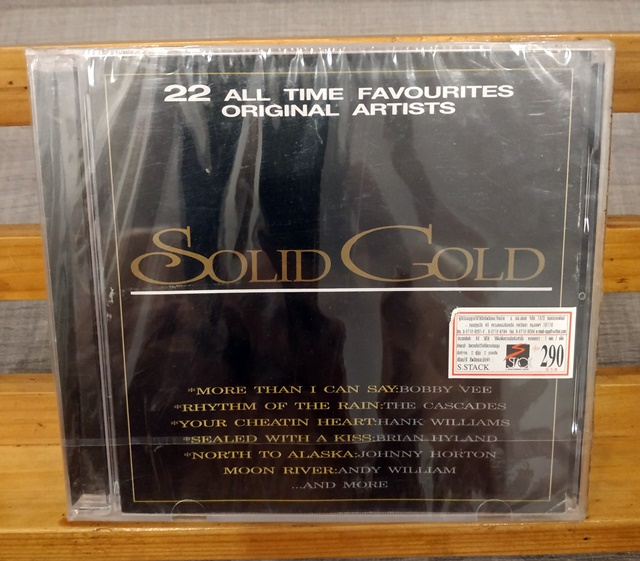 22 ALL TIME FAVOURITES
ORIGINAL ARTISTS
SOLID GOLD
S.STACK
290
*MORE THAN I CAN SAY:BOBBY VEE
*RHYTHM OF THE RAIN:THE CASCADES
*YOUR CHEATIN HEART:HANK WILLIAMS
*SEALED WITH A KISS:BRIAN HYLAND
*NORTH TO ALASKA:JOHNNY HORTON
MOON RIVER:ANDY WILLIAM
...AND MORE